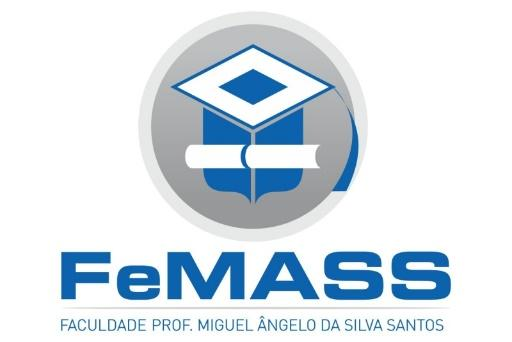 FeMASS
FACULDADE PROF. MIGUEL ÂNGELO DA SILVA SANTOS